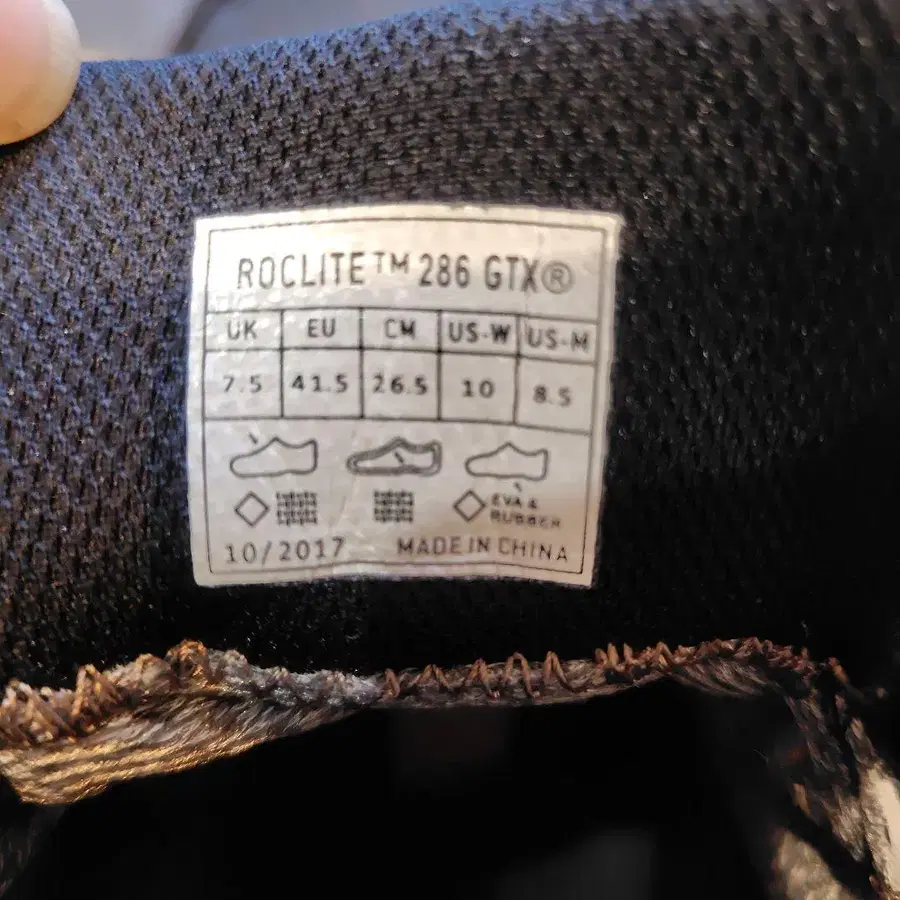 ROCLITE™ 286 GTX®
UK EU CM US-W US-M
7.5 41.5 26.5 10 8.5
EVA &
RUBBER
10/2017 MADE IN CHINA